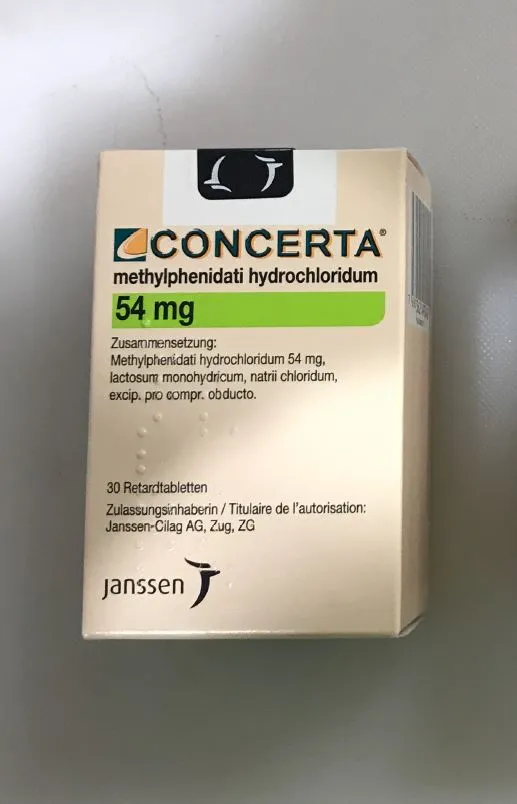 CONCERTA®
methylphenidati hydrochloridum
54 mg
Zusammensetzung:
Methylphenidati hydrochloridum 54 mg,
lactosum monohydricum, natrii chloridum,
excip. pro compr. obducto.
30 Retardtabletten
Zulassungsinhaberin / Titulaire de l'autorisation:
Janssen-Cilag AG, Zug, ZG
janssen